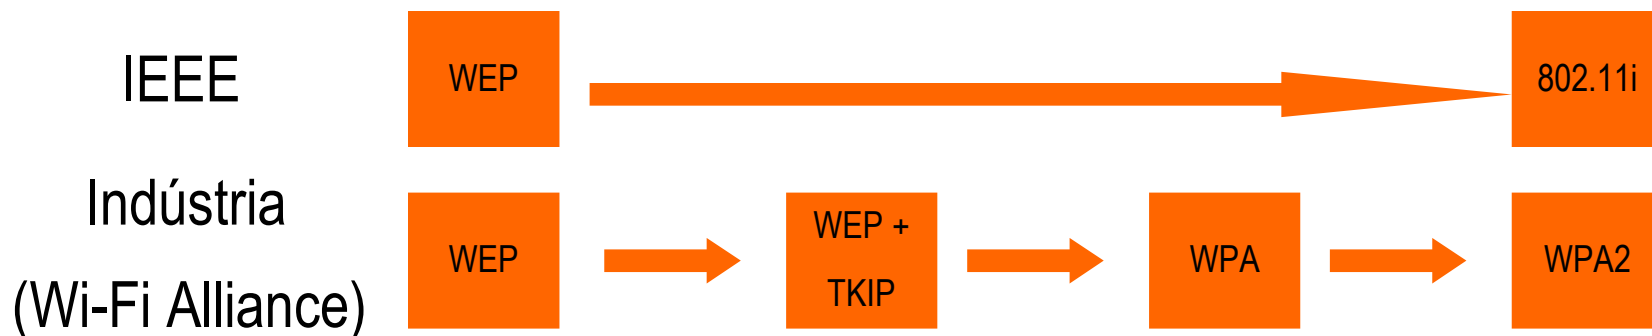 IEEE
WEP
802.11i
Indústria
(Wi-Fi Alliance)
WEP
WEP +
TKIP
WPA
WPA2